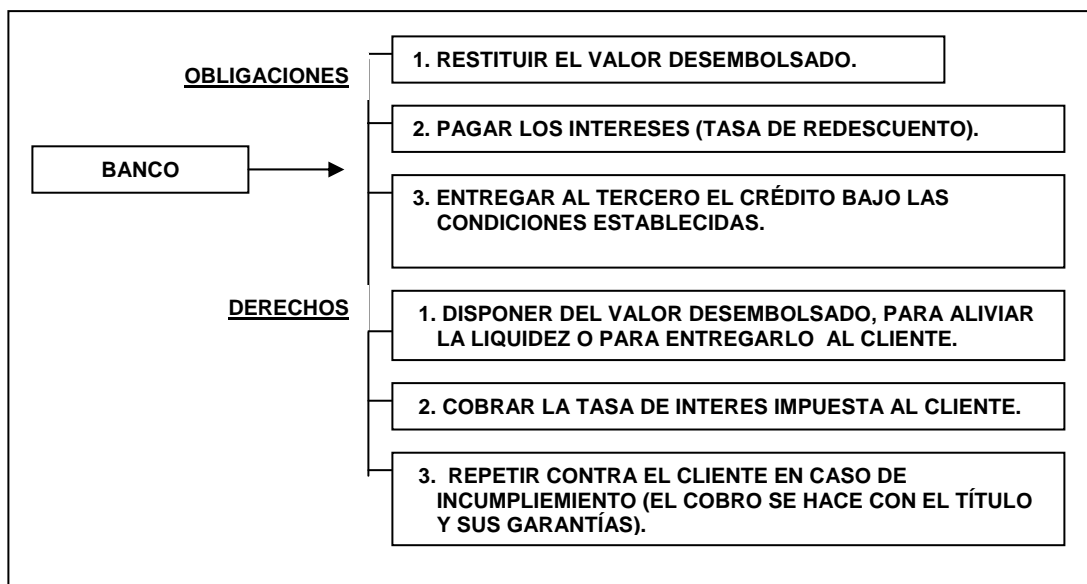 OBLIGACIONES
1. RESTITUIR EL VALOR DESEMBOLSADO.
2. PAGAR LOS INTERESES (TASA DE REDESCUENTO).
BANCO
3. ENTREGAR AL TERCERO EL CRÉDITO BAJO LAS
CONDICIONES ESTABLECIDAS.
DERECHOS
1. DISPONER DEL VALOR DESEMBOLSADO, PARA ALIVIAR
LA LIQUIDEZ O PARA ENTREGARLO AL CLIENTE.
2. COBRAR LA TASA DE INTERES IMPUESTA AL CLIENTE.
3. REPETIR CONTRA EL CLIENTE EN CASO DE
INCUMPLIEMIENTO (EL COBRO SE HACE CON EL TÍTULO
Y SUS GARANTÍAS).